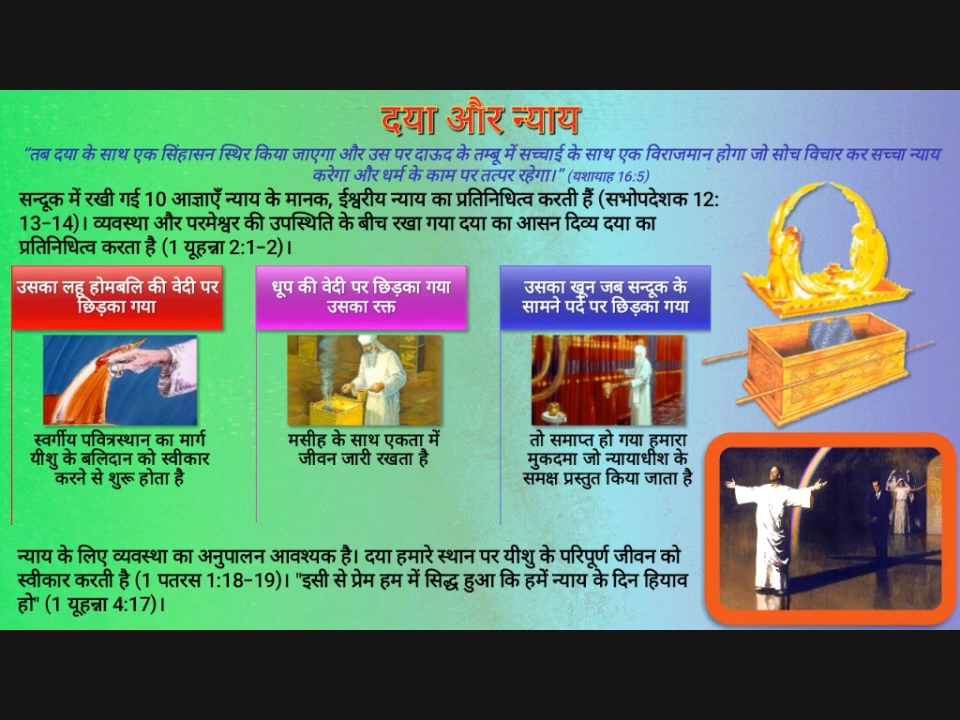 दया और न्याय
“तब दया के साथ एक सिंहासन स्थिर किया जाएगा और उस पर दाऊद के तम्बू में सच्चाई के साथ एक विराजमान होगा जो सोच विचार कर सच्चा न्याय
करेगा और धर्म के काम पर तत्पर रहेगा।” (यशायाह 16:5)
सन्दूक में रखी गई 10 आज्ञाएँ न्याय के मानक, ईश्वरीय न्याय का प्रतिनिधित्व करती हैं (सभोपदेशक 12:
13-14)। व्यवस्था और परमेश्वर की उपस्थिति के बीच रखा गया दया का आसन दिव्य दया का
प्रतिनिधित्व करता है (1 यूहन्ना 2:1-2)।
उसका लहू होमबलि की वेदी पर
छिड़का गया
धूप की वेदी पर छिड़का गया
उसका रक्त
उसका खून जब सन्दूक के
सामने पर्दे पर छिड़का गया
स्वर्गीय पवित्रस्थान का मार्ग
यीशु के बलिदान को स्वीकार
करने से शुरू होता है
मसीह के साथ एकता में
जीवन जारी रखता है
तो समाप्त हो गया हमारा
मुकदमा जो न्यायाधीश के
समक्ष प्रस्तुत किया जाता है
न्याय के लिए व्यवस्था का अनुपालन आवश्यक है। दया हमारे स्थान पर यीशु के परिपूर्ण जीवन को
स्वीकार करती है (1 पतरस 1:18-19)। "इसी से प्रेम हम में सिद्ध हुआ कि हमें न्याय के दिन हियाव
हो" (1 यूहन्ना 4:17)।